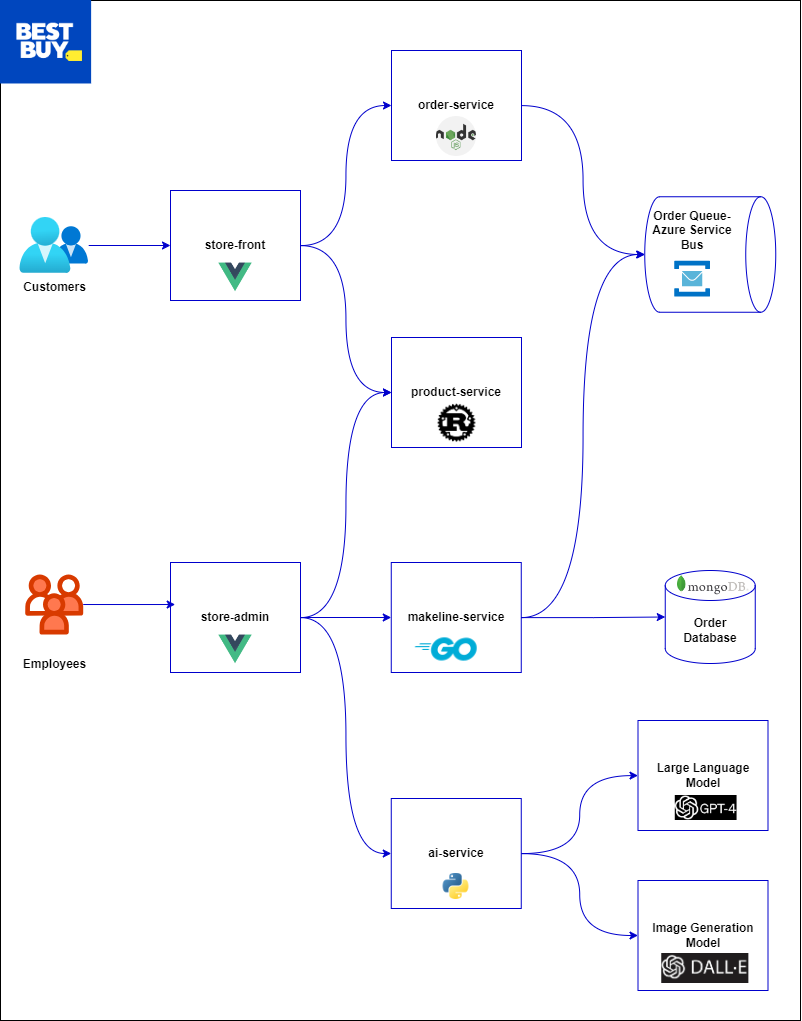 BEST
BUY
order-service
node
JS
Order Queue-
Azure Service
Bus
store-front
Customers
product-service
R
store-admin
makeline-service
GO
mongoDB
Order
Database
Employees
Large Language
Model
GPT-4
ai-service
Image Generation
Model
DALL·E